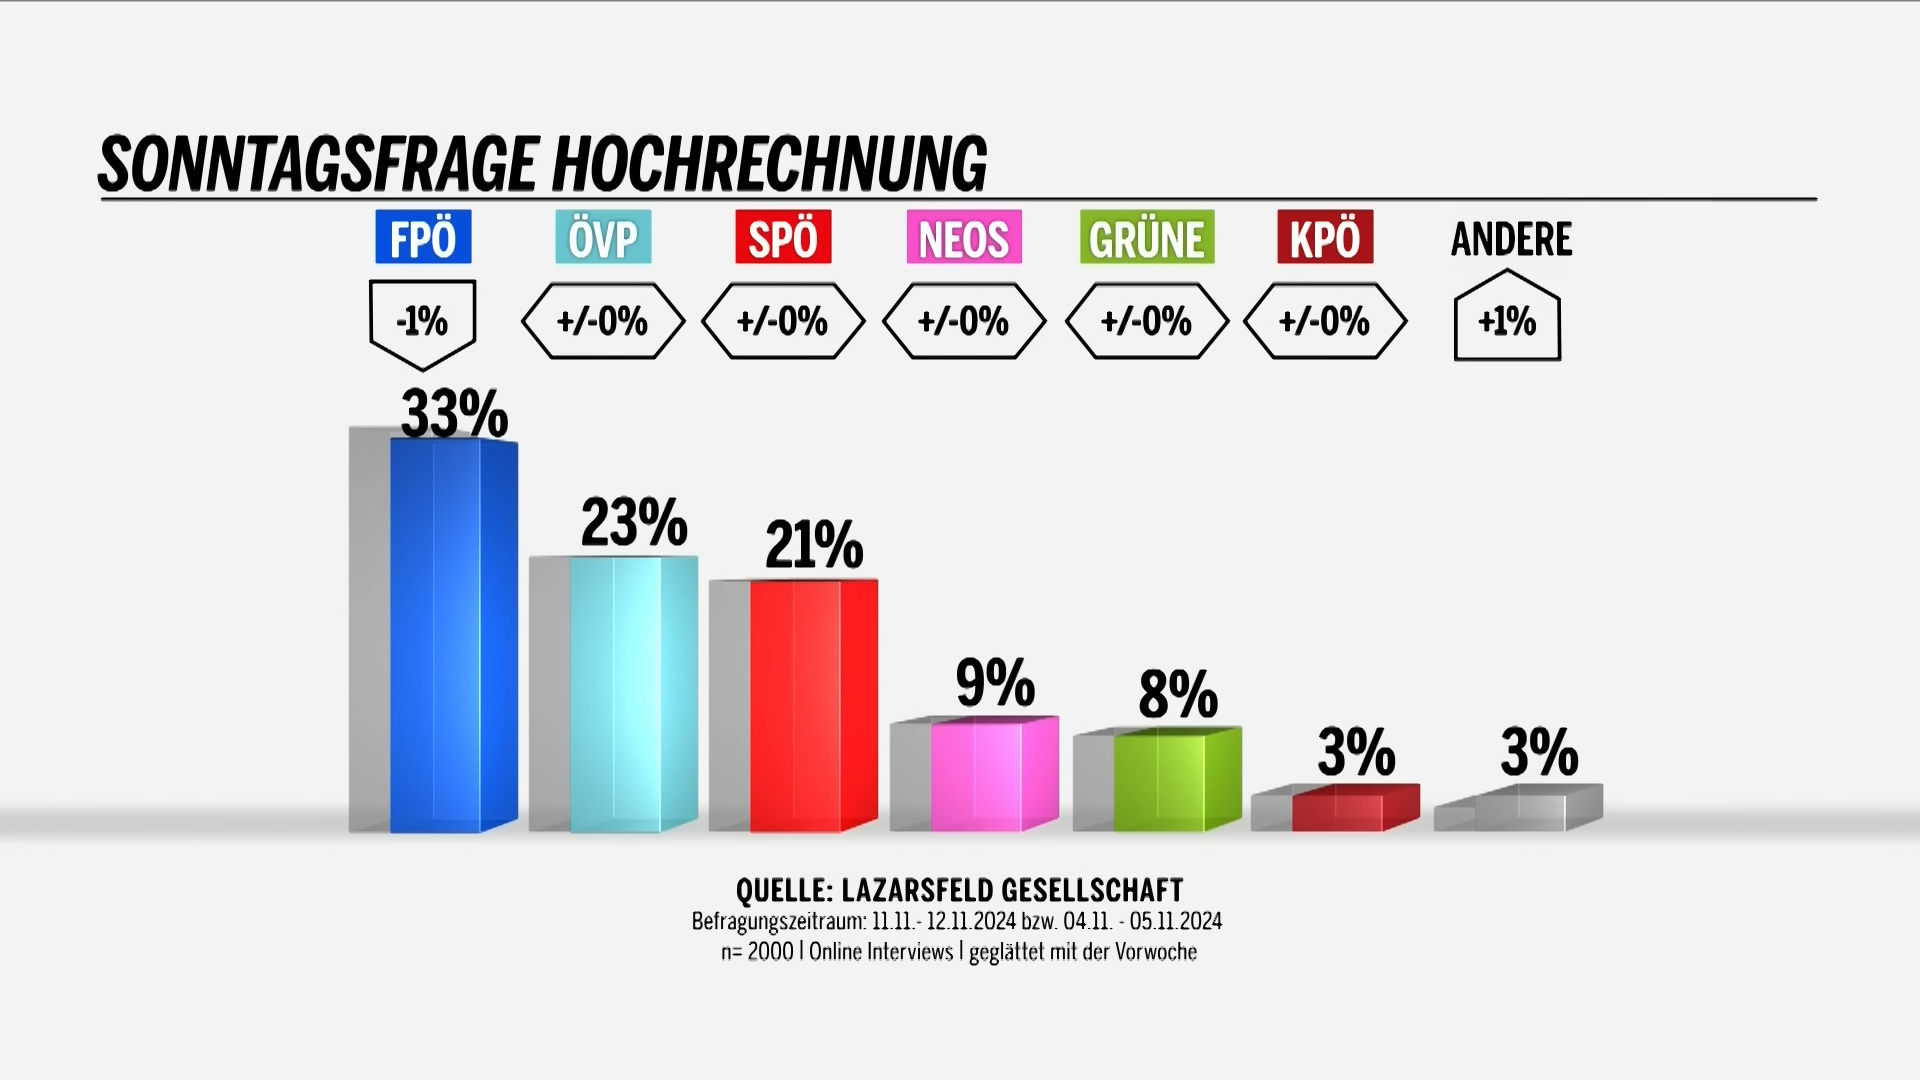 SONNTAGSFRAGE HOCHRECHNUNG
FPÖ ÖVP SPÖ NEOS GRÜNE KPÖ ANDERE
-1% +/-0% +/-0% +/-0% +/-0% +/-0% +1%
33% 23% 21% 9% 8% 3% 3%
QUELLE: LAZARSFELD GESELLSCHAFT
Befragungszeitraum: 11.11.- 12.11.2024 bzw. 04.11. - 05.11.2024
n= 2000 | Online Interviews | geglättet mit der Vorwoche